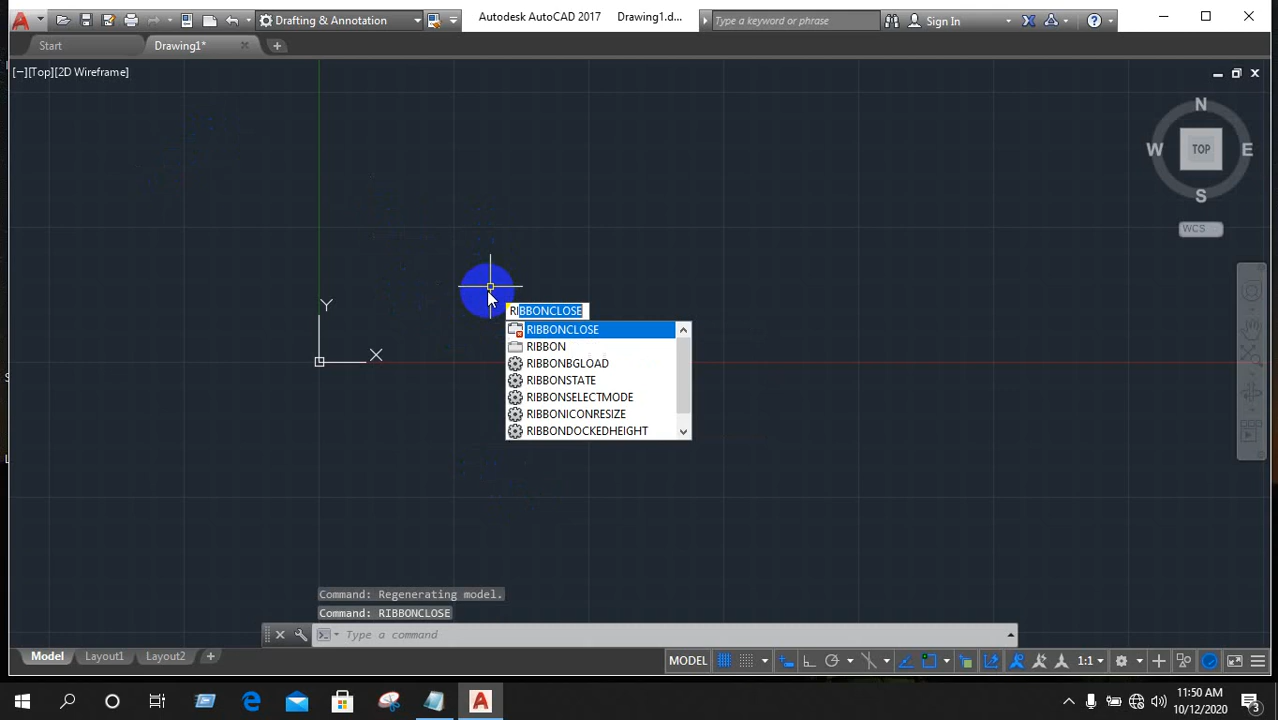 Drafting & Annotation
Autodesk AutoCAD 2017 Drawing1.d...
Type a keyword or phrase
Sign In
Start
Drawing1*
[−][Top][2D Wireframe]
N
W
TOP
E
S
WCS
Y
X
RIBBONCLOSE
RIBBONCLOSE
RIBBON
RIBBONBGLOAD
RIBBONSTATE
RIBBONSELECTMODE
RIBBONICONRESIZE
RIBBONDOCKEDHEIGHT
Command: Regenerating model.
Command: RIBBONCLOSE
Type a command
Model
Layout1
Layout2
MODEL
1:1
11:50 AM
10/12/2020
3